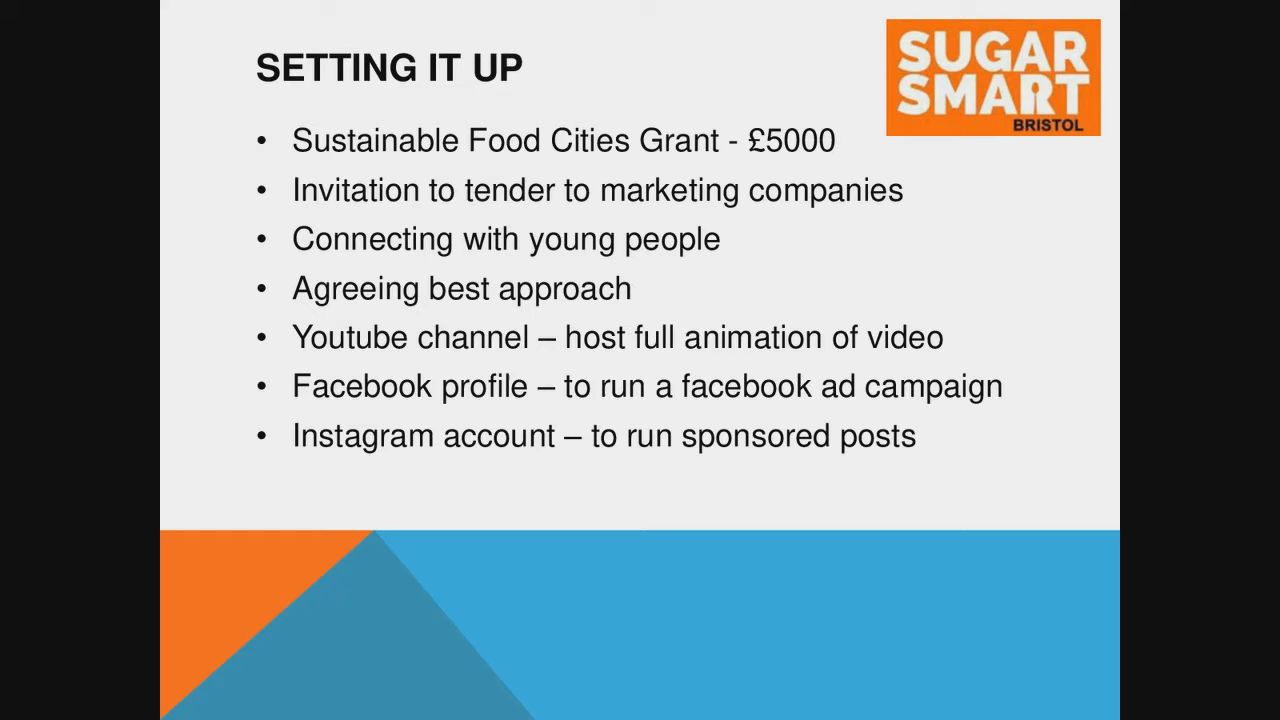 SETTING IT UP
SUGAR
SMART
BRISTOL
• Sustainable Food Cities Grant - £5000
• Invitation to tender to marketing companies
• Connecting with young people
• Agreeing best approach
• Youtube channel – host full animation of video
• Facebook profile – to run a facebook ad campaign
• Instagram account – to run sponsored posts